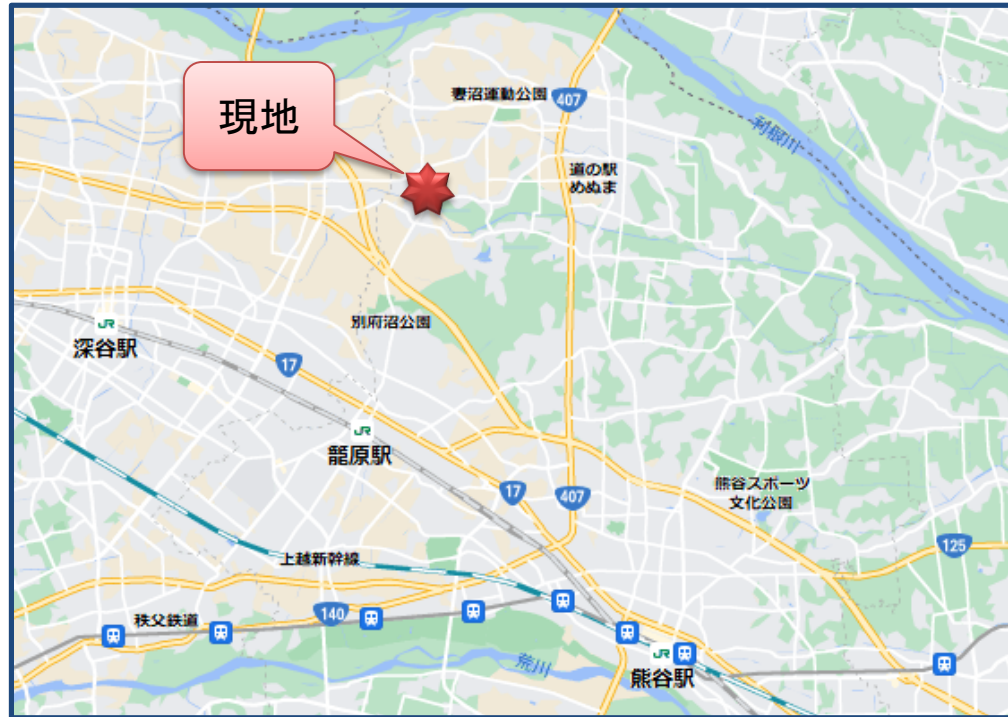 妻沼運動公園
407
現地
利根川
道の駅
めぬま
別府沼公園
JR
深谷駅
17
JR
籠原駅
熊谷スポーツ
文化公園
17
407
125
上越新幹線
140
秩父鉄道
荒川
JR
熊谷駅